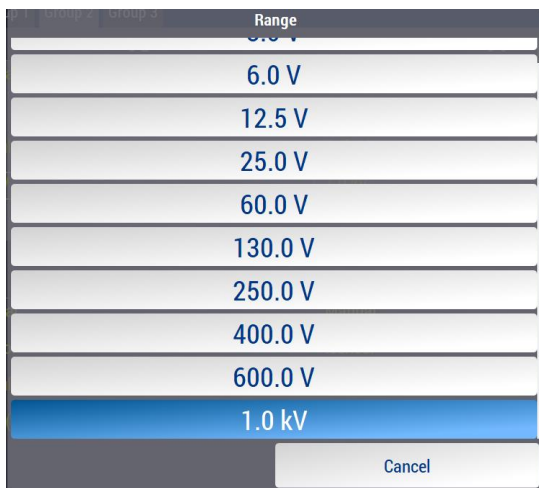 Group 2 Group 3
Range
6.0 V
12.5 V
25.0 V
60.0 V
130.0 V
250.0 V
400.0 V
600.0 V
1.0 kV
Cancel